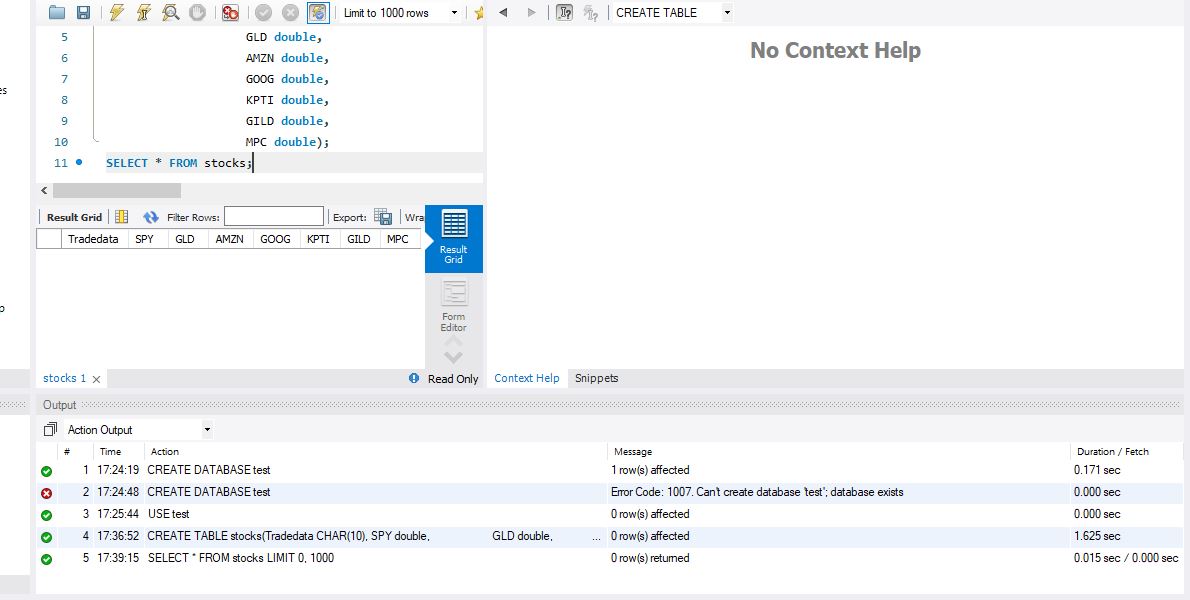 Limit to 1000 rows
CREATE TABLE
5 GLD double,
6 AMZN double,
7 GOOG double,
8 KPTI double,
9 GILD double,
10 MPC double);
11 SELECT * FROM stocks;
No Context Help
es
p
Result Grid Filter Rows: Export: Wra
Tradedata SPY GLD AMZN GOOG KPTI GILD MPC
Result
Grid
Form
Editor
stocks 1 Read Only Context Help Snippets
Output
Action Output
# Time Action Message Duration / Fetch
1 17:24:19 CREATE DATABASE test 1 row(s) affected 0.171 sec
2 17:24:48 CREATE DATABASE test Error Code: 1007. Can't create database 'test'; database exists 0.000 sec
3 17:25:44 USE test 0 row(s) affected 0.000 sec
4 17:36:52 CREATE TABLE stocks(Tradedata CHAR(10), SPY double, GLD double, ... 0 row(s) affected 1.625 sec
5 17:39:15 SELECT * FROM stocks LIMIT 0, 1000 0 row(s) returned 0.015 sec / 0.000 sec